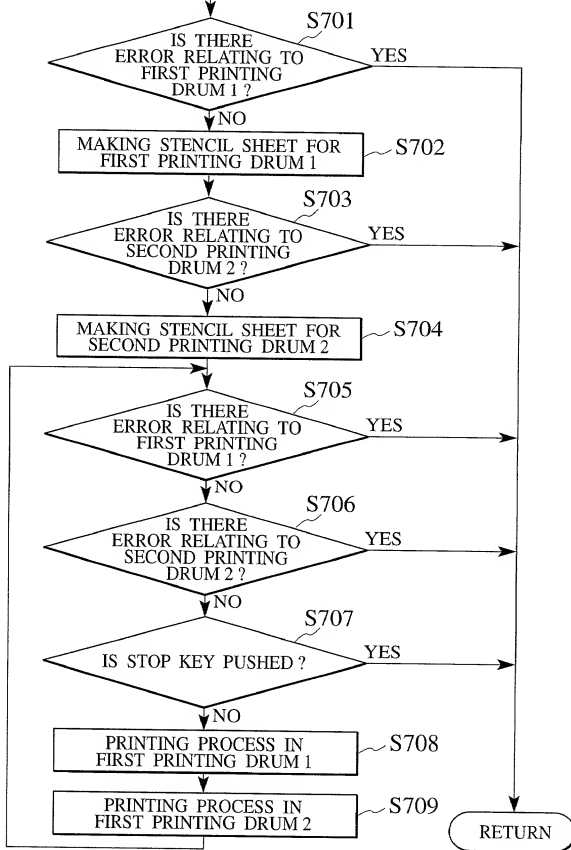 S701
IS THERE
ERROR RELATING TO
FIRST PRINTING
DRUM 1 ?
YES
NO
MAKING STENCIL SHEET FOR
FIRST PRINTING DRUM 1
S702
S703
IS THERE
ERROR RELATING TO
SECOND PRINTING
DRUM 2 ?
YES
NO
MAKING STENCIL SHEET FOR
SECOND PRINTING DRUM 2
S704
S705
IS THERE
ERROR RELATING TO
FIRST PRINTING
DRUM 1 ?
YES
NO
S706
IS THERE
ERROR RELATING TO
SECOND PRINTING
DRUM 2 ?
YES
NO
S707
IS STOP KEY PUSHED ?
YES
NO
PRINTING PROCESS IN
FIRST PRINTING DRUM 1
S708
PRINTING PROCESS IN
FIRST PRINTING DRUM 2
S709
RETURN